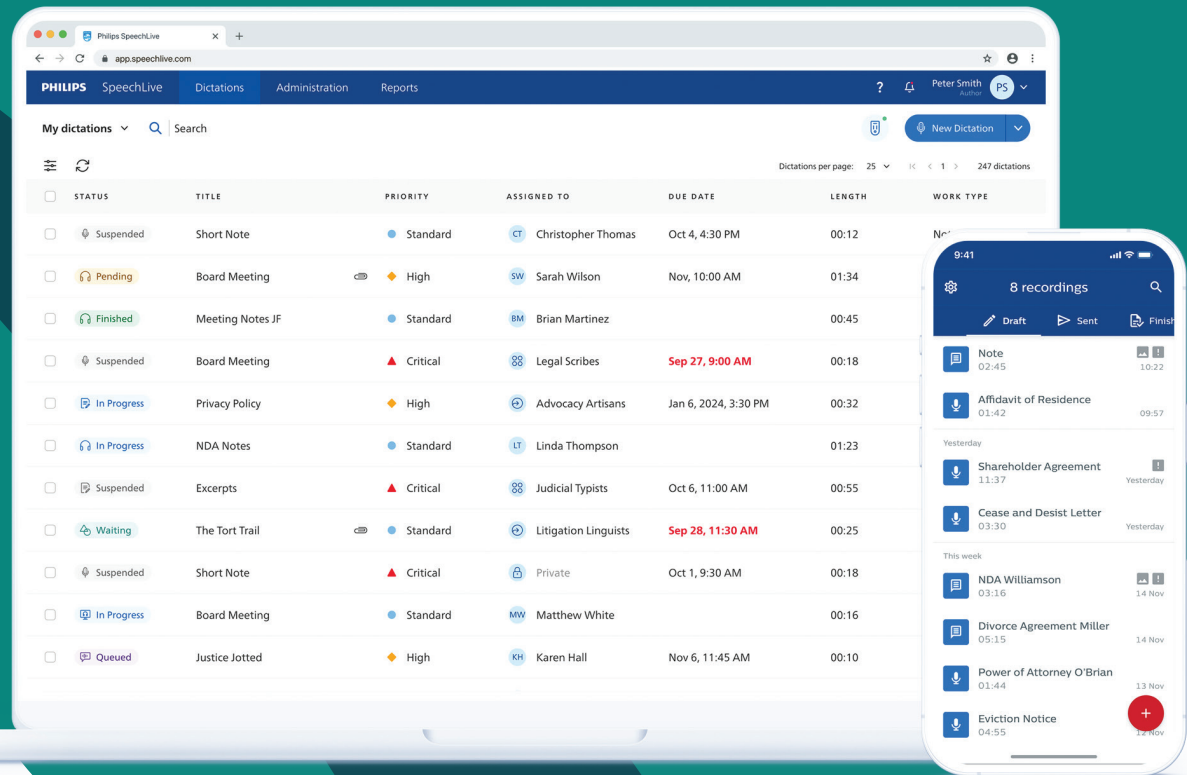 Philips SpeechLive
app.speechlive.com
PHILIPS SpeechLive Dictations Administration Reports ? Peter Smith PS
Author
My dictations Search New Dictation
Dictations per page: 25 1 247 dictations
STATUS TITLE PRIORITY ASSIGNED TO DUE DATE LENGTH WORK TYPE
Suspended Short Note Standard CT Christopher Thomas Oct 4, 4:30 PM 00:12
Pending Board Meeting High SW Sarah Wilson Nov, 10:00 AM 01:34
Finished Meeting Notes JF Standard BM Brian Martinez 00:45
Suspended Board Meeting Critical Legal Scribes Sep 27, 9:00 AM 00:18
In Progress Privacy Policy High Advocacy Artisans Jan 6, 2024, 3:30 PM 00:32
In Progress NDA Notes Standard LT Linda Thompson 01:23
Suspended Excerpts Critical Judicial Typists Oct 6, 11:00 AM 00:55
Waiting The Tort Trail Standard Litigation Linguists Sep 28, 11:30 AM 00:25
Suspended Short Note Critical Private Oct 1, 9:30 AM 00:18
In Progress Board Meeting Standard MW Matthew White 00:16
Queued Justice Jotted High KH Karen Hall Nov 6, 11:45 AM 00:10
9:41
8 recordings
Draft Sent Finish
Note
02:45 10:22
Affidavit of Residence
01:42 09:57
Yesterday
Shareholder Agreement
11:37 Yesterday
Cease and Desist Letter
03:30 Yesterday
This week
NDA Williamson
03:16 14 Nov
Divorce Agreement Miller
05:15 14 Nov
Power of Attorney O'Brian
01:44 13 Nov
Eviction Notice
04:55 12 Nov